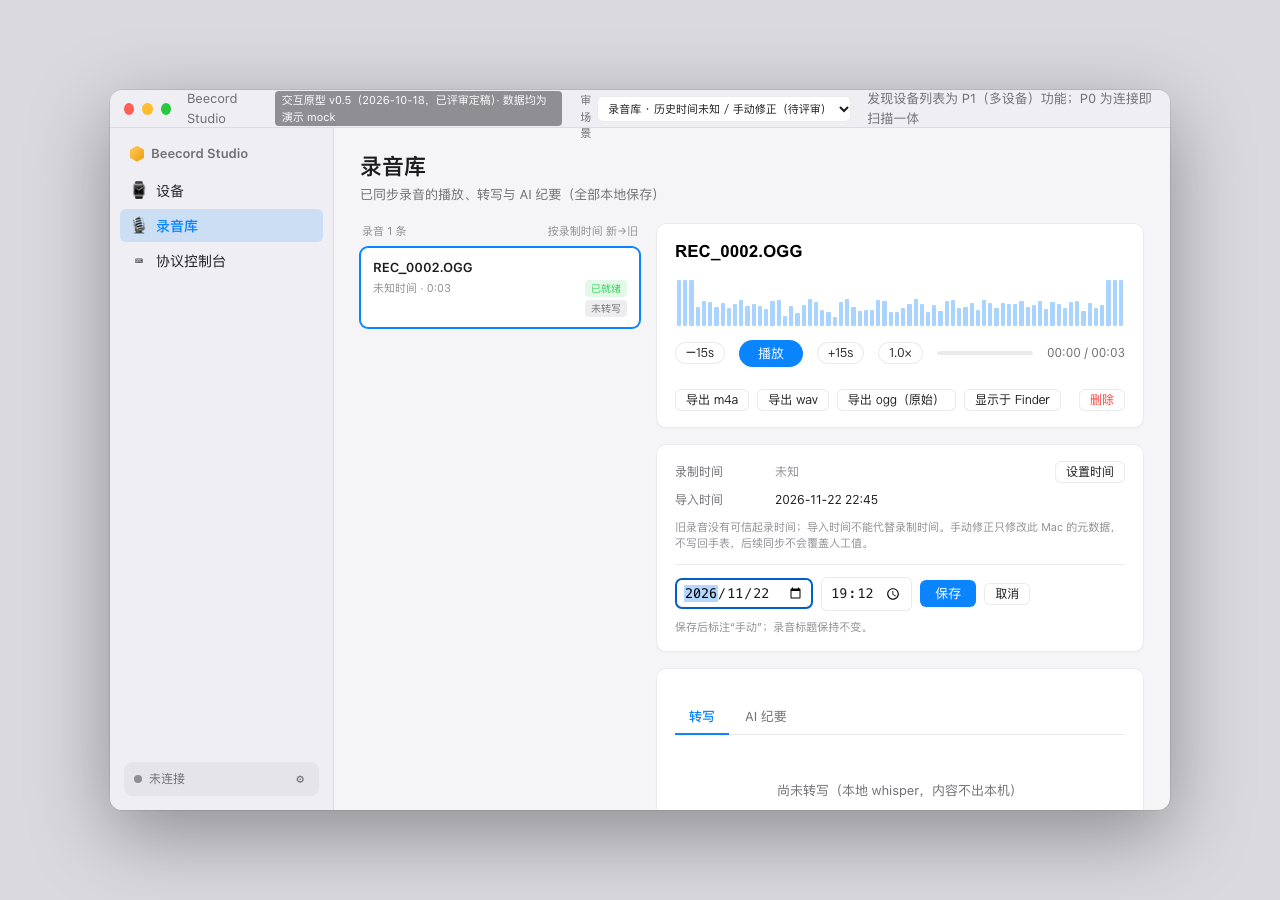 Beecord
Studio
交互原型 v0.5（2026-10-18，已评审定稿）· 数据均为
演示 mock
审
场
景
录音库 · 历史时间未知 / 手动修正（待评审）
发现设备列表为 P1（多设备）功能；P0 为连接即
扫描一体
Beecord Studio
设备
录音库
协议控制台
未连接
录音库
已同步录音的播放、转写与 AI 纪要（全部本地保存）
录音 1 条
按录制时间 新→旧
REC_0002.OGG
未知时间 · 0:03
已就绪
未转写
REC_0002.OGG
−15s
播放
+15s
1.0×
00:00 / 00:03
导出 m4a
导出 wav
导出 ogg（原始）
显示于 Finder
删除
录制时间
未知
设置时间
导入时间
2026-11-22 22:45
旧录音没有可信起录时间；导入时间不能代替录制时间。手动修正只修改此 Mac 的元数据，
不写回手表，后续同步不会覆盖人工值。
2026/11/22
19:12
保存
取消
保存后标注“手动”；录音标题保持不变。
转写
AI 纪要
尚未转写（本地 whisper，内容不出本机）